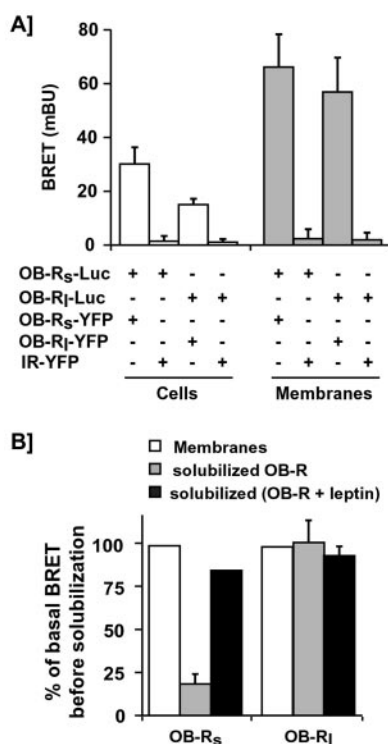 A]
BRET (mBU)
80
60
40
20
0
OB-Rs-Luc + + - - + + - -
OB-Rl-Luc - - + + - - + +
OB-Rs-YFP + - - - + - - -
OB-Rl-YFP - - + - - - + -
IR-YFP - + - + - + - +
Cells Membranes
B]
Membranes
solubilized OB-R
solubilized (OB-R + leptin)
% of basal BRET
before solubilization
100
75
50
25
0
OB-Rs OB-Rl